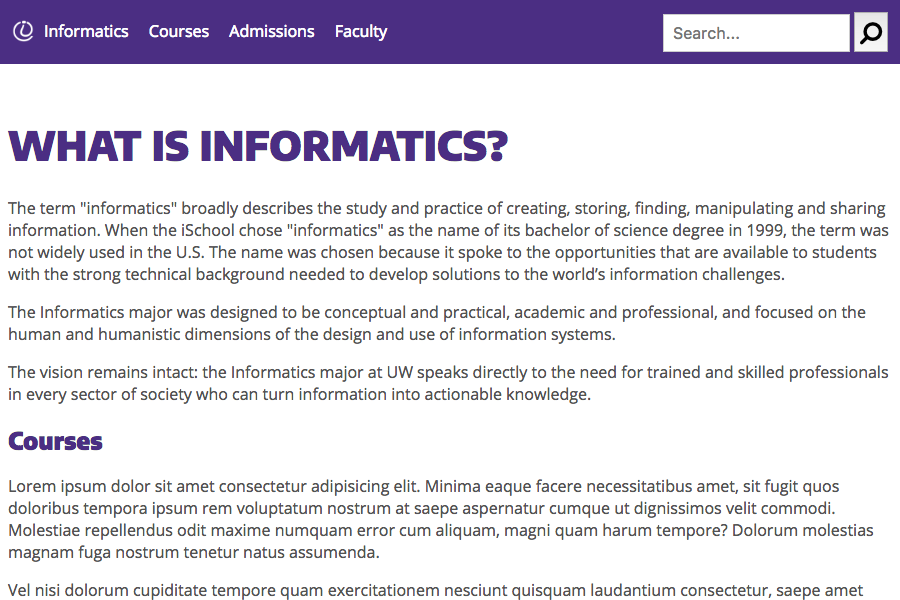 Informatics Courses Admissions Faculty Search...
WHAT IS INFORMATICS?
The term "informatics" broadly describes the study and practice of creating, storing, finding, manipulating and sharing
information. When the iSchool chose "informatics" as the name of its bachelor of science degree in 1999, the term was
not widely used in the U.S. The name was chosen because it spoke to the opportunities that are available to students
with the strong technical background needed to develop solutions to the world’s information challenges.
The Informatics major was designed to be conceptual and practical, academic and professional, and focused on the
human and humanistic dimensions of the design and use of information systems.
The vision remains intact: the Informatics major at UW speaks directly to the need for trained and skilled professionals
in every sector of society who can turn information into actionable knowledge.
Courses
Lorem ipsum dolor sit amet consectetur adipisicing elit. Minima eaque facere necessitatibus amet, sit fugit quos
doloribus tempora ipsum rem voluptatum nostrum at saepe aspernatur cumque ut dignissimos velit commodi.
Molestiae repellendus odit maxime numquam error cum aliquam, magni quam harum tempore? Dolorum molestias
magnam fuga nostrum tenetur natus assumenda.
Vel nisi dolorum cupiditate tempore quam exercitationem nesciunt quisquam laudantium consectetur, saepe amet